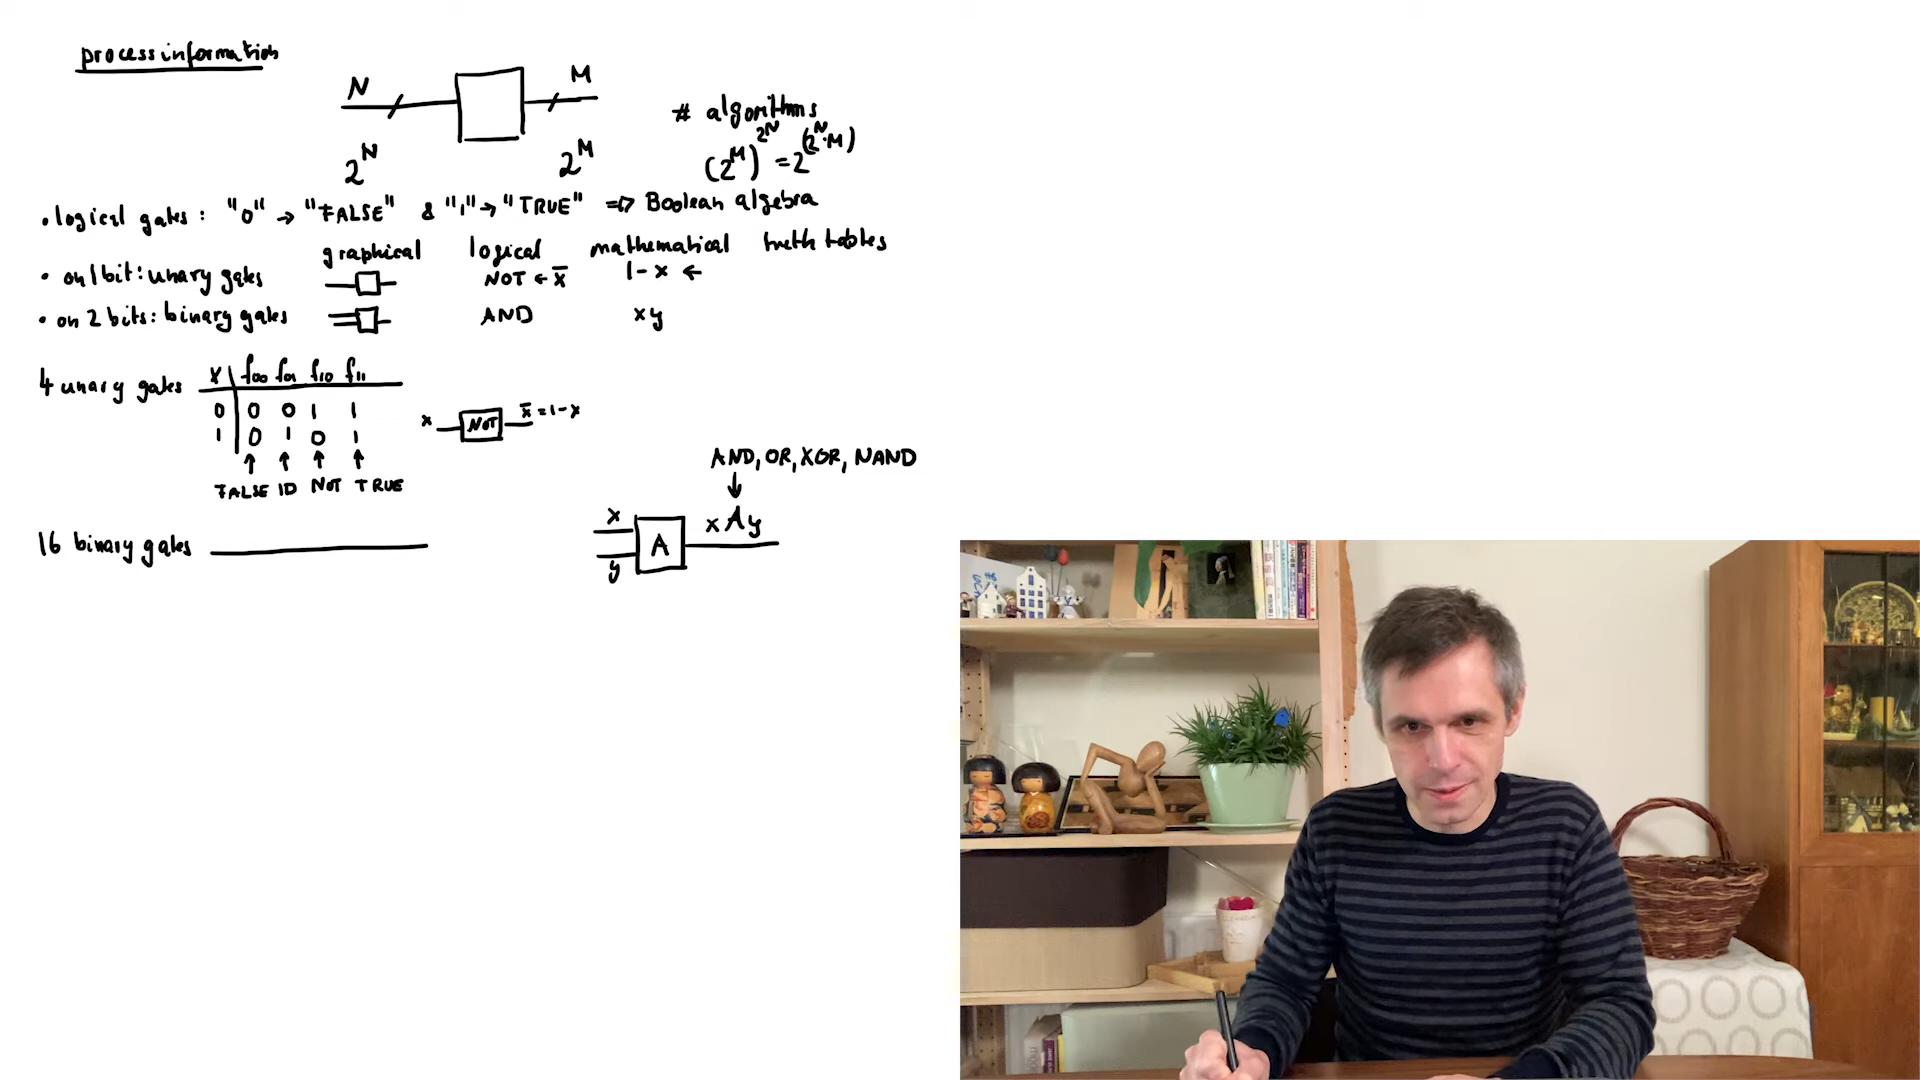 process information
N M
# algorithms
2^N 2^M (2^M)^2^N = 2^(2^N·M)
• logical gates : "0" → "FALSE" & "1" → "TRUE" ⇒ Boolean algebra
graphical logical mathematical truth tables
• on 1 bit : unary gates NOT ← x̅ 1 - x ←
• on 2 bits : binary gates AND xy
4 unary gates x f00 f01 f10 f11
0 0 0 1 1
1 0 1 0 1
↑ ↑ ↑ ↑
FALSE ID NOT TRUE
x NOT x̅ = 1 - x
AND, OR, XOR, NAND
↓
16 binary gates
x A x A y
y